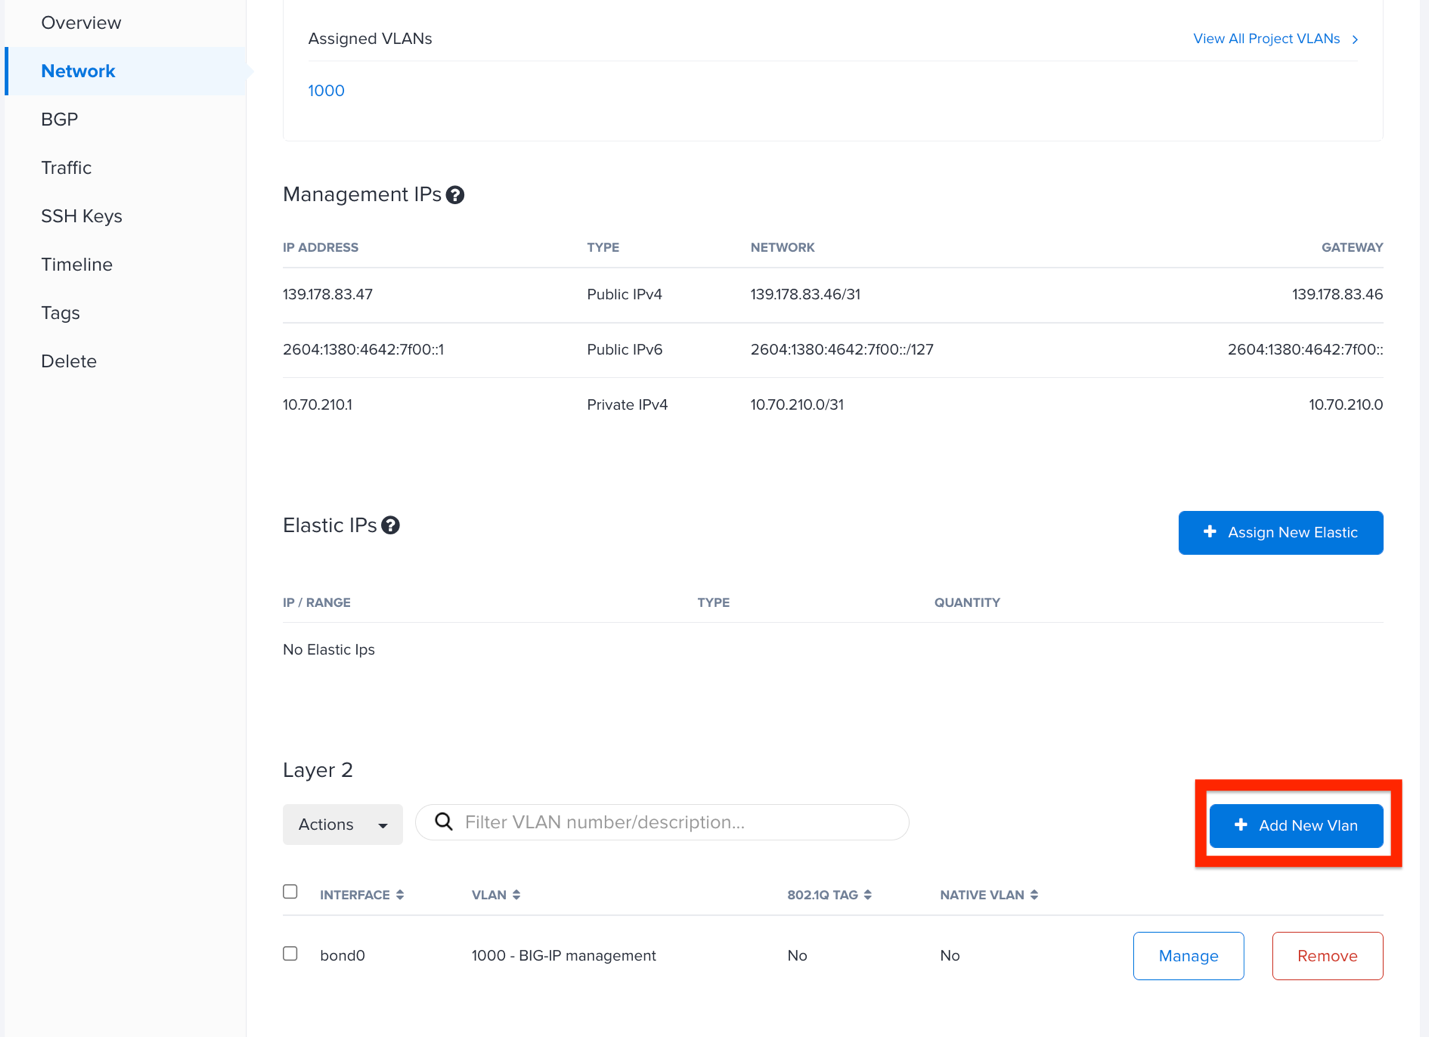 Overview
Network
BGP
Traffic
SSH Keys
Timeline
Tags
Delete
Assigned VLANs
View All Project VLANs
1000
Management IPs
IP ADDRESS TYPE NETWORK GATEWAY
139.178.83.47 Public IPv4 139.178.83.46/31 139.178.83.46
2604:1380:4642:7f00::1 Public IPv6 2604:1380:4642:7f00::/127 2604:1380:4642:7f00::
10.70.210.1 Private IPv4 10.70.210.0/31 10.70.210.0
Elastic IPs
Assign New Elastic
IP / RANGE TYPE QUANTITY
No Elastic Ips
Layer 2
Actions
Filter VLAN number/description...
Add New Vlan
INTERFACE VLAN 802.1Q TAG NATIVE VLAN
bond0 1000 - BIG-IP management No No Manage Remove